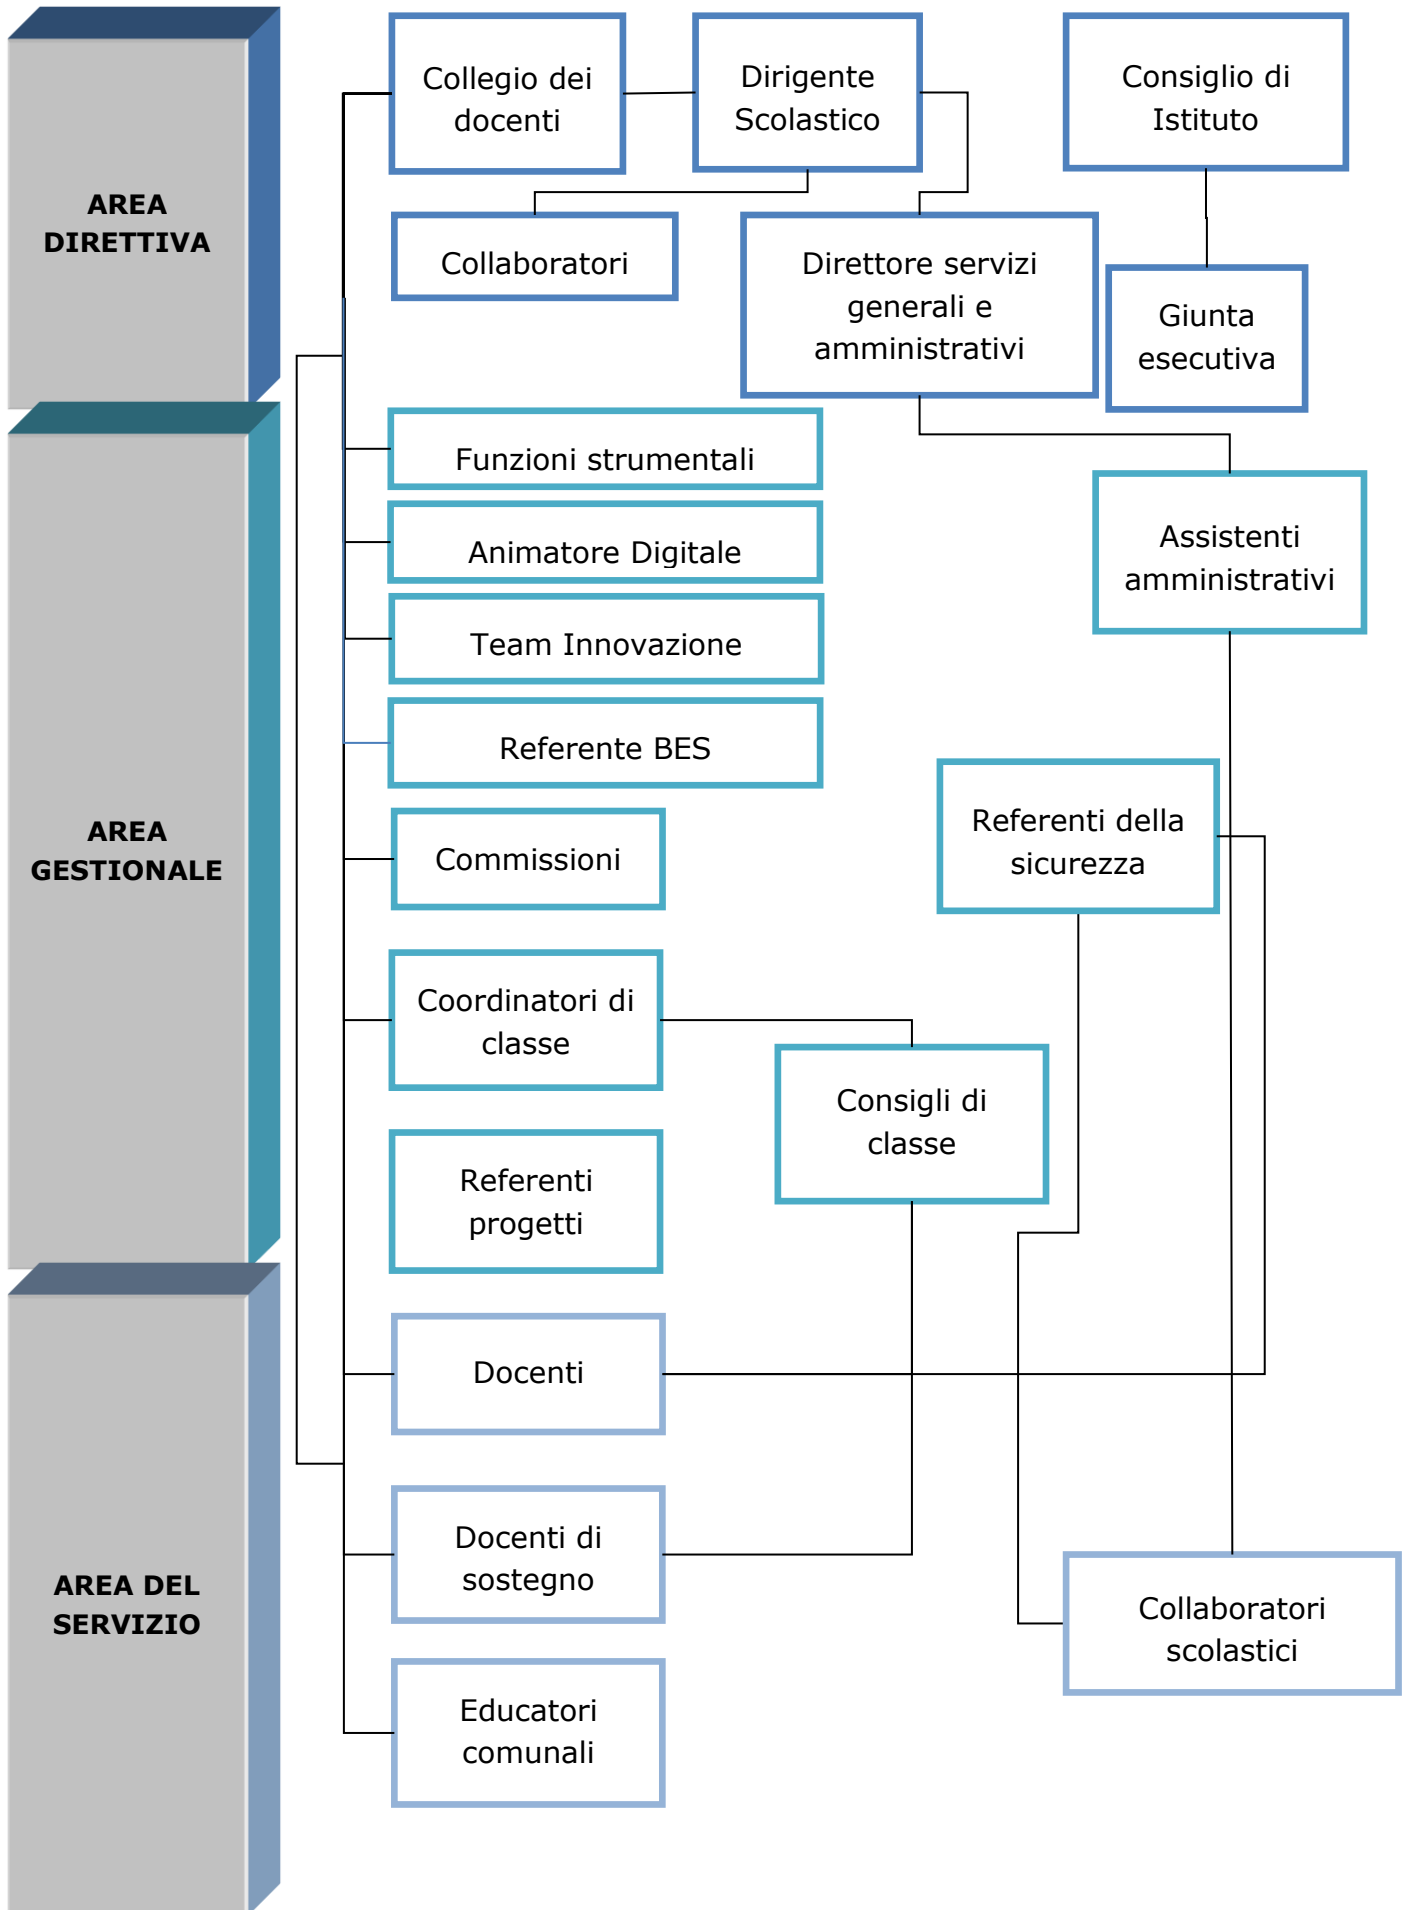 AREA
DIRETTIVA
Collegio dei
docenti
Dirigente
Scolastico
Consiglio di
Istituto
Collaboratori
Direttore servizi
generali e
amministrativi
Giunta
esecutiva
AREA
GESTIONALE
Funzioni strumentali
Animatore Digitale
Team Innovazione
Referente BES
Commissioni
Coordinatori di
classe
Referenti
progetti
Assistenti
amministrativi
Referenti della
sicurezza
Consigli di
classe
AREA DEL
SERVIZIO
Docenti
Docenti di
sostegno
Educatori
comunali
Collaboratori
scolastici